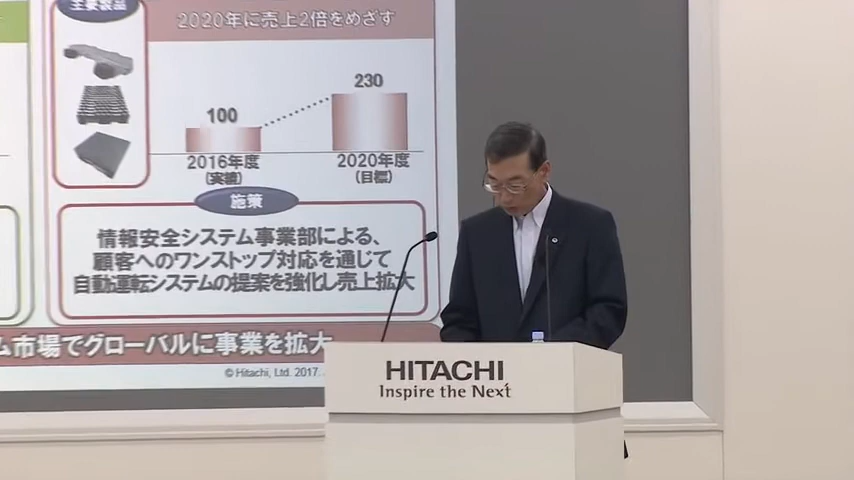 主要製品
2020年に売上2倍をめざす
230
100
2016年度
(実績)
2020年度
(目標)
施策
情報安全システム事業部による、
顧客へのワンストップ対応を通じて
自動運転システムの提案を強化し売上拡大
ム市場でグローバルに事業を拡大
©Hitachi, Ltd. 2017.
HITACHI
Inspire the Next